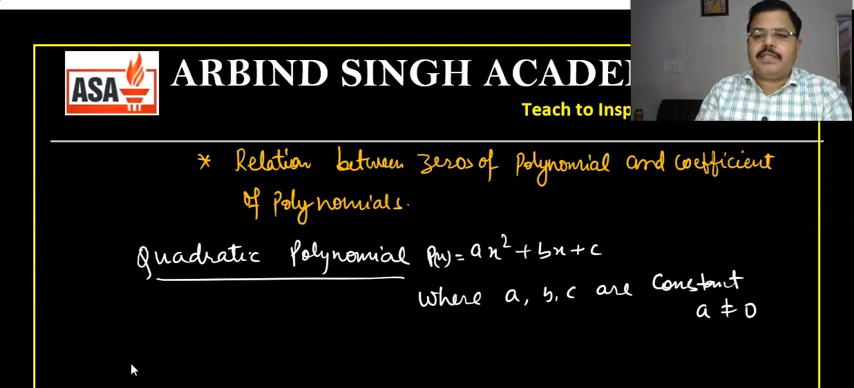 ASA
ARBIND SINGH ACADE
Teach to Insp
* Relation between zeros of Polynomial and coefficient
of Polynomials.
Quadratic Polynomial P(x) = ax² + bx + c
where a, b, c are constant
a ≠ 0